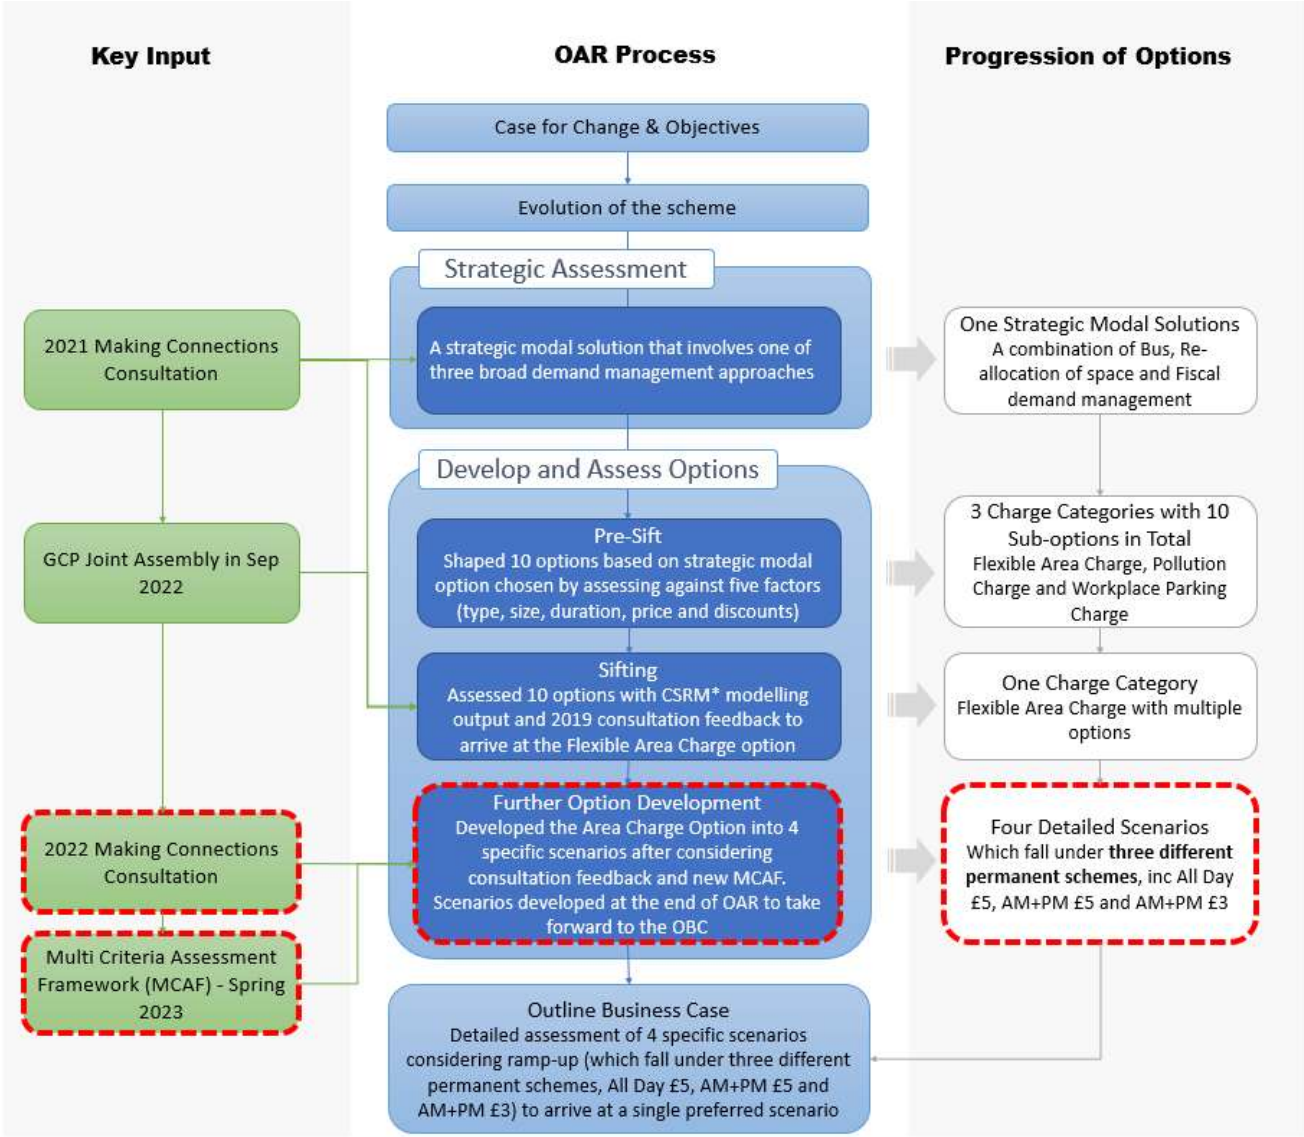 Key Input
OAR Process
Progression of Options
Case for Change & Objectives
Evolution of the scheme
Strategic Assessment
2021 Making Connections
Consultation
A strategic modal solution that involves one of
three broad demand management approaches
One Strategic Modal Solutions
A combination of Bus, Re-
allocation of space and Fiscal
demand management
Develop and Assess Options
GCP Joint Assembly in Sep
2022
Pre-Sift
Shaped 10 options based on strategic modal
option chosen by assessing against five factors
(type, size, duration, price and discounts)
3 Charge Categories with 10
Sub-options in Total
Flexible Area Charge, Pollution
Charge and Workplace Parking
Charge
Sifting
Assessed 10 options with CSRM* modelling
output and 2019 consultation feedback to
arrive at the Flexible Area Charge option
One Charge Category
Flexible Area Charge with multiple
options
2022 Making Connections
Consultation
Further Option Development
Developed the Area Charge Option into 4
specific scenarios after considering
consultation feedback and new MCAF.
Scenarios developed at the end of OAR to take
forward to the OBC
Four Detailed Scenarios
Which fall under three different
permanent schemes, inc All Day
£5, AM+PM £5 and AM+PM £3
Multi Criteria Assessment
Framework (MCAF) - Spring
2023
Outline Business Case
Detailed assessment of 4 specific scenarios
considering ramp-up (which fall under three different
permanent schemes, All Day £5, AM+PM £5 and
AM+PM £3) to arrive at a single preferred scenario